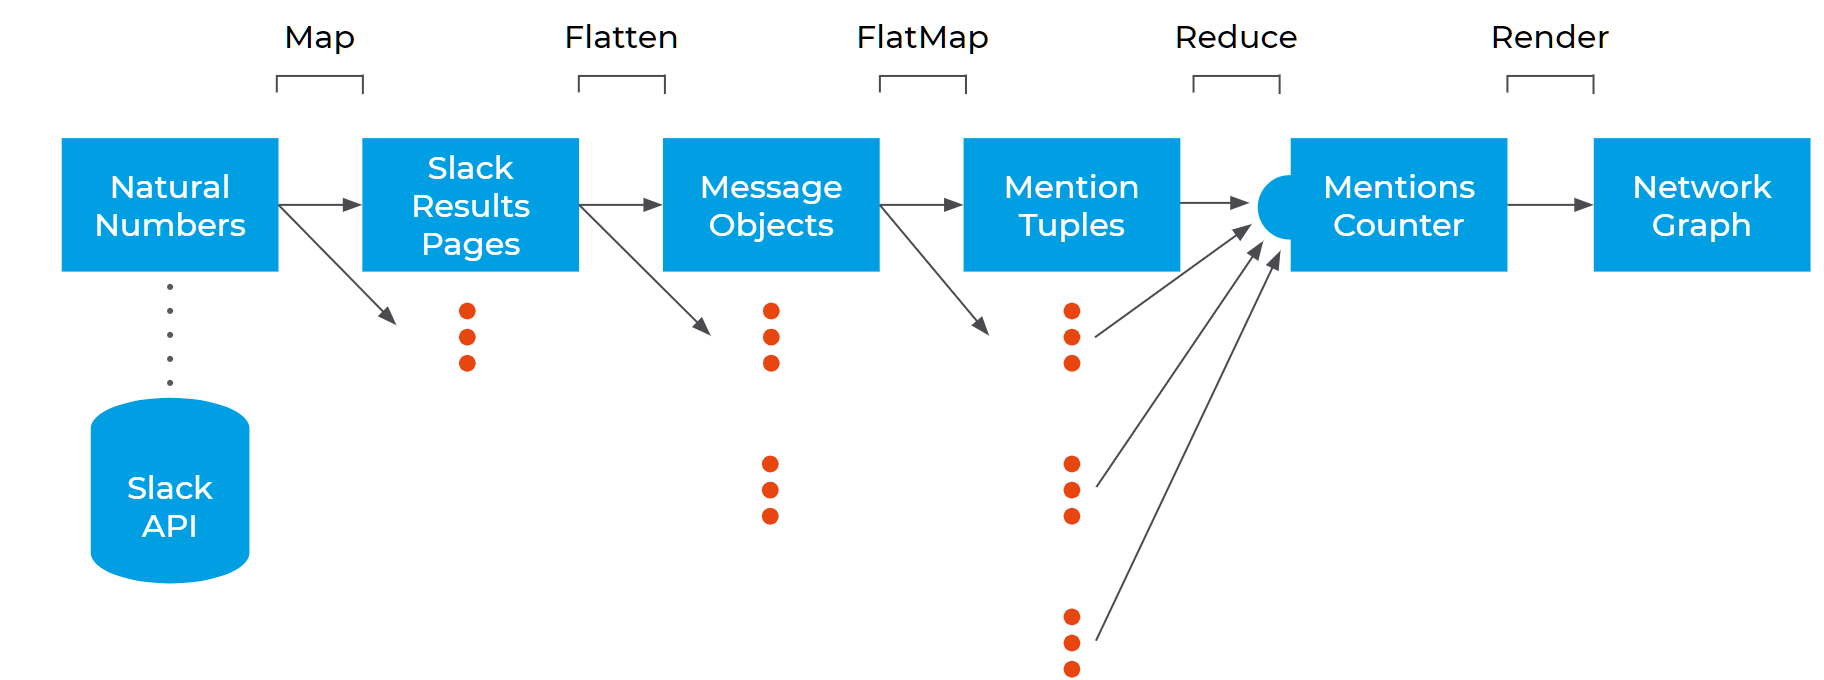 Map
Flatten
FlatMap
Reduce
Render
Natural
Numbers
Slack
Results
Pages
Message
Objects
Mention
Tuples
Mentions
Counter
Network
Graph
Slack
API